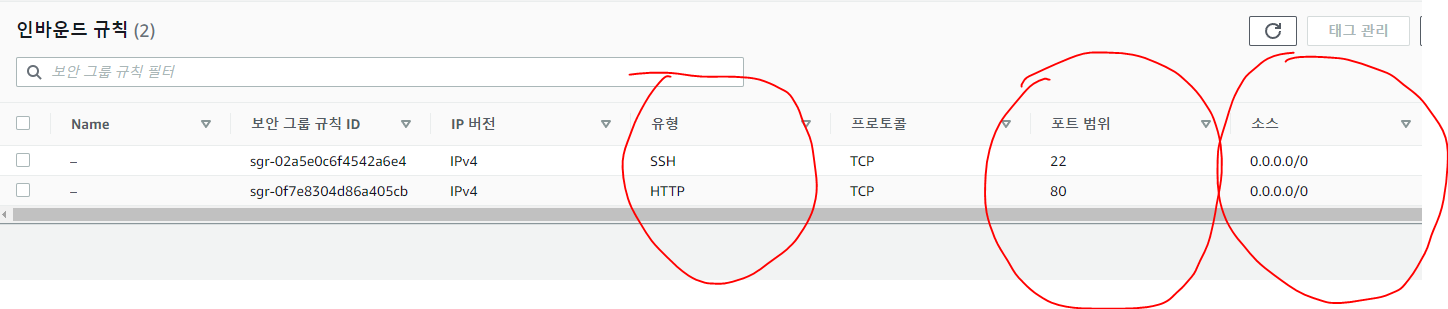 인바운드 규칙 (2)
태그 관리
보안 그룹 규칙 필터
Name 보안 그룹 규칙 ID IP 버전 유형 프로토콜 포트 범위 소스
– sgr-02a5e0c6f4542a6e4 IPv4 SSH TCP 22 0.0.0.0/0
– sgr-0f7e8304d86a405cb IPv4 HTTP TCP 80 0.0.0.0/0